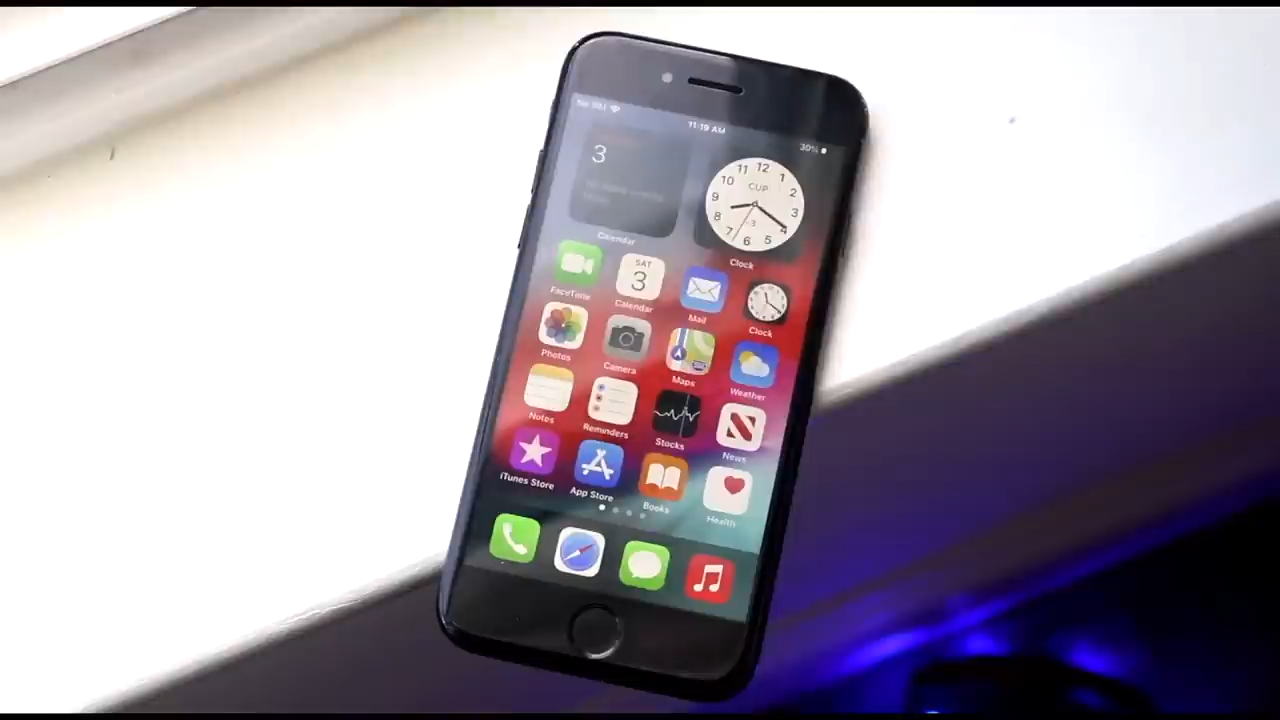 No SIM
11:19 AM
30%
3
Calendar
12
11 1
10 CUP 2
9 3
8 4
7 6 5
Clock
FaceTime
SAT
3
Calendar
Mail
Clock
Photos
Camera
Maps
Weather
Notes
Reminders
Stocks
News
iTunes Store
App Store
Books
Health